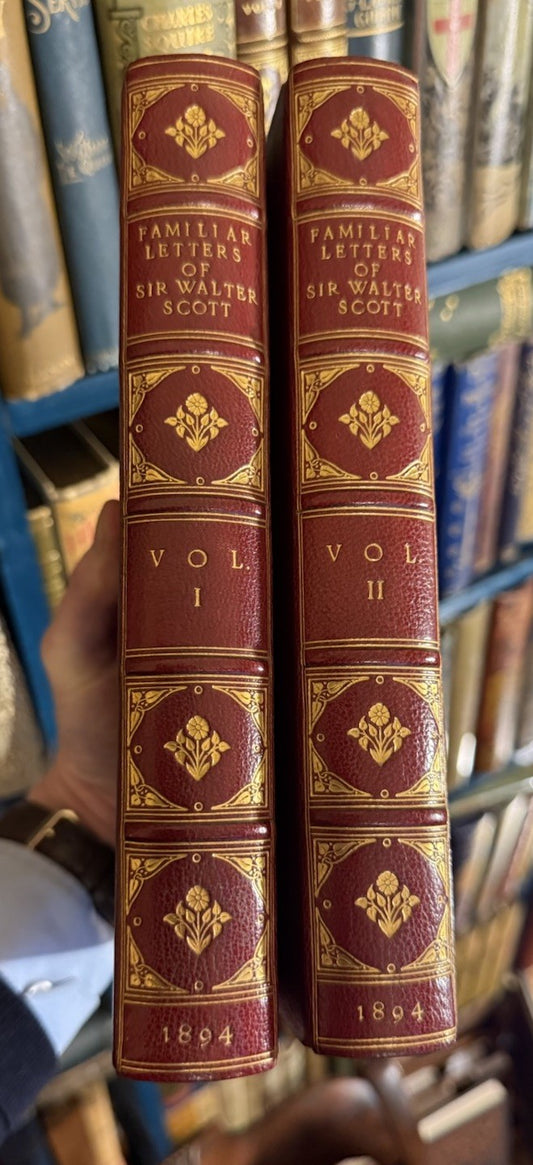 FAMILIAR
LETTERS
OF
SIR WALTER
SCOTT
VOL.
I
1894
FAMILIAR
LETTERS
OF
SIR WALTER
SCOTT
VOL.
II
1894